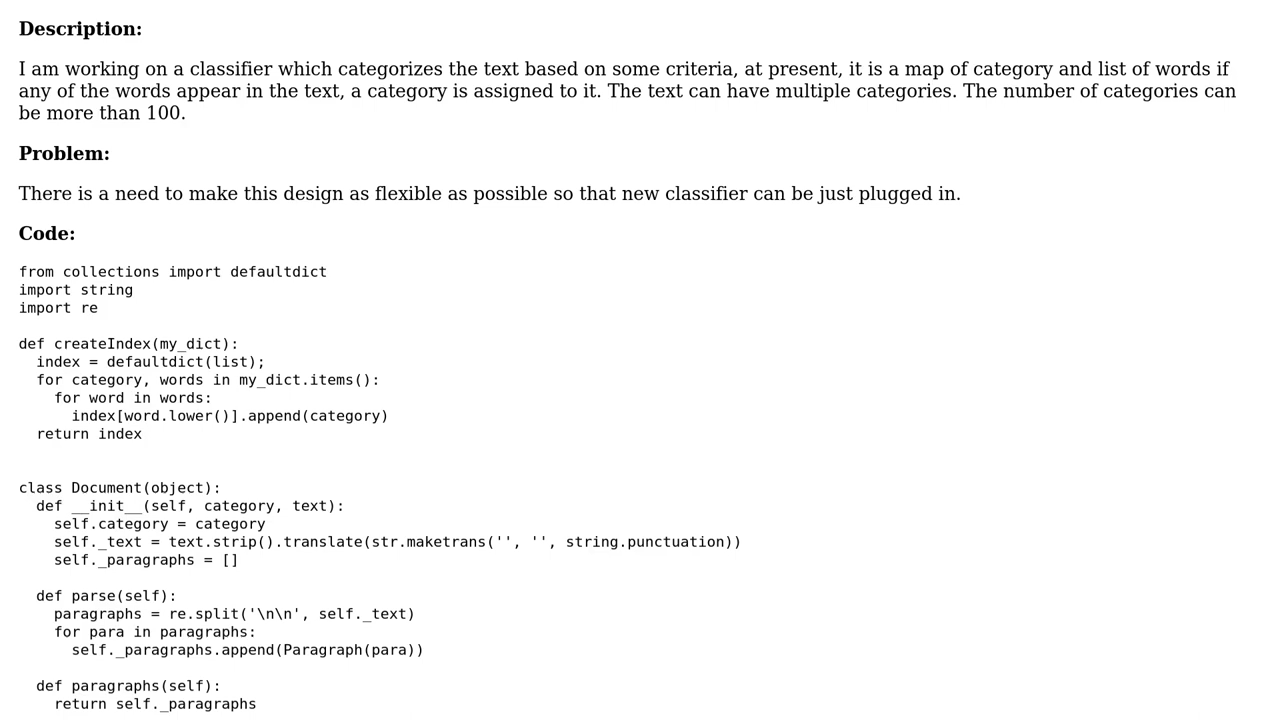 Description:
I am working on a classifier which categorizes the text based on some criteria, at present, it is a map of category and list of words if
any of the words appear in the text, a category is assigned to it. The text can have multiple categories. The number of categories can
be more than 100.
Problem:
There is a need to make this design as flexible as possible so that new classifier can be just plugged in.
Code:
from collections import defaultdict
import string
import re

def createIndex(my_dict):
  index = defaultdict(list);
  for category, words in my_dict.items():
    for word in words:
      index[word.lower()].append(category)
  return index


class Document(object):
  def __init__(self, category, text):
    self.category = category
    self._text = text.strip().translate(str.maketrans('', '', string.punctuation))
    self._paragraphs = []

  def parse(self):
    paragraphs = re.split('\n\n', self._text)
    for para in paragraphs:
      self._paragraphs.append(Paragraph(para))

  def paragraphs(self):
    return self._paragraphs